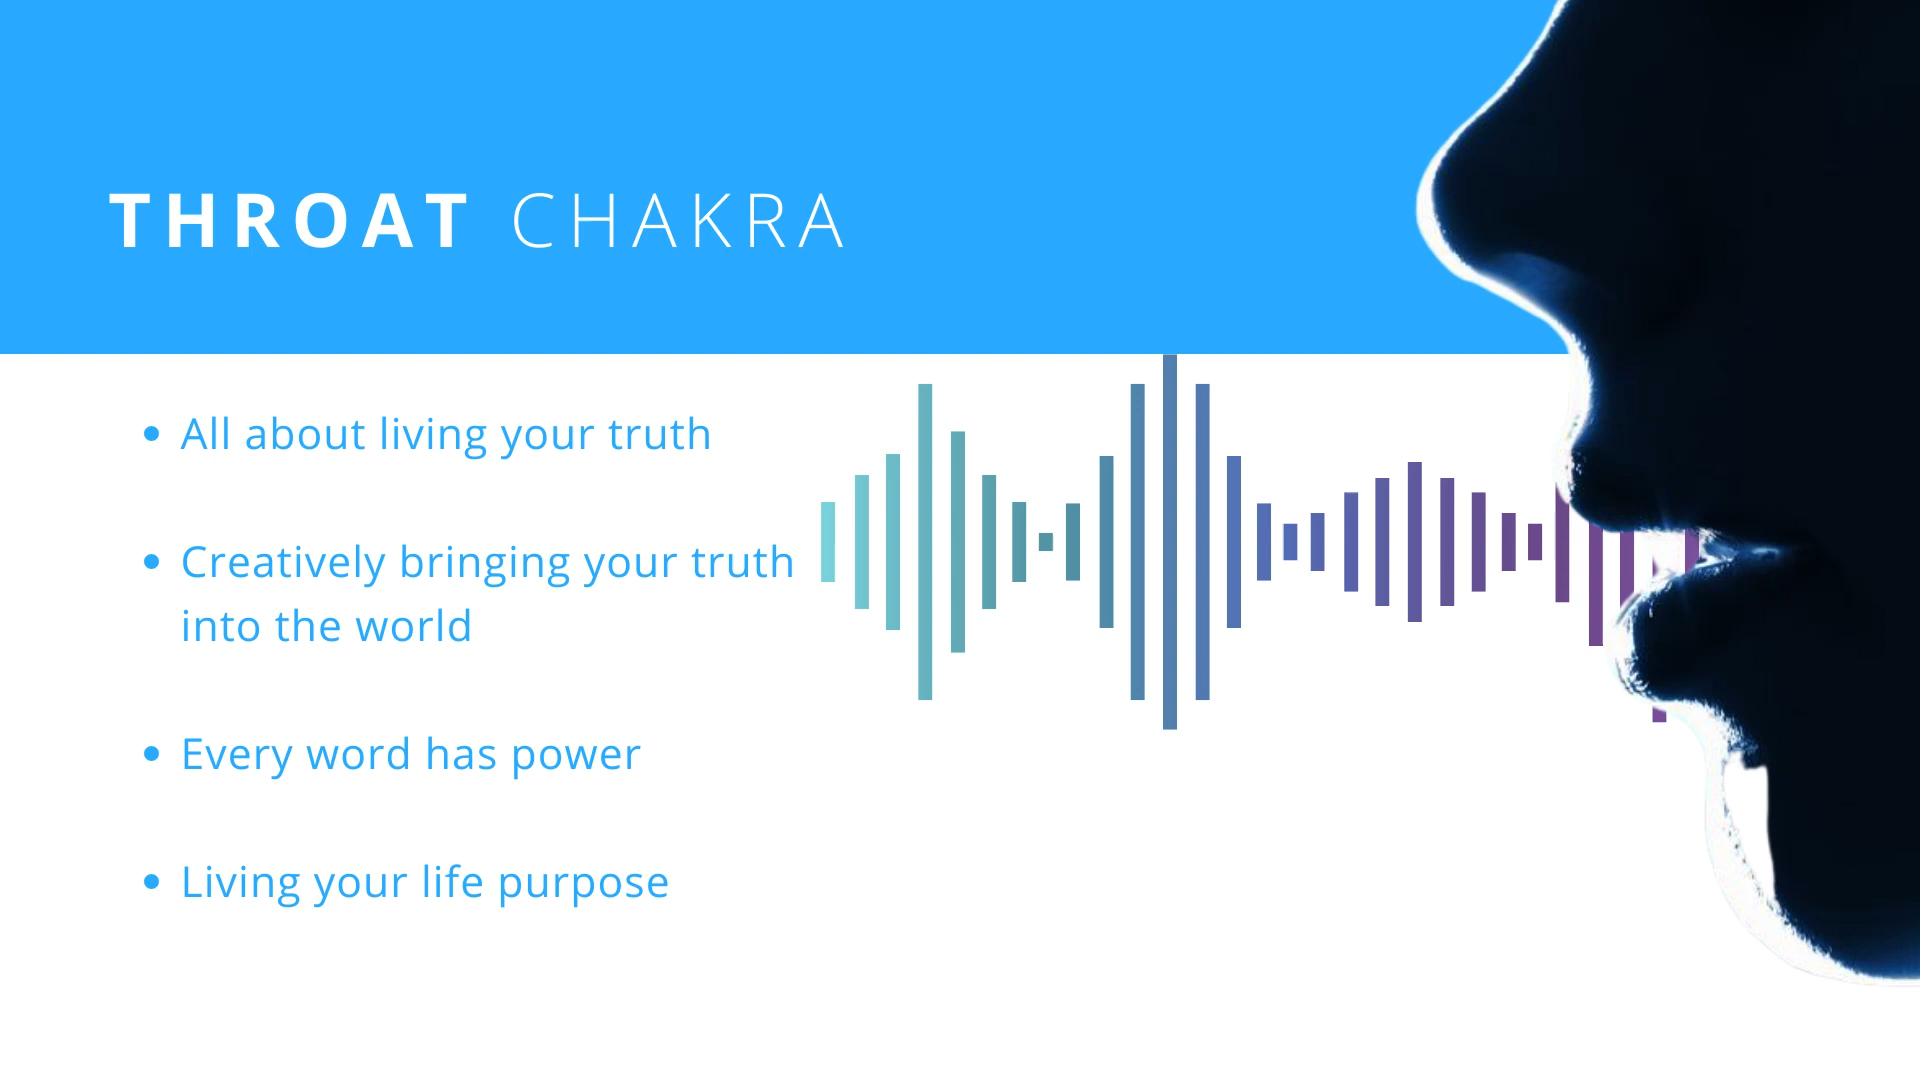 THROAT CHAKRA
• All about living your truth
• Creatively bringing your truth
into the world
• Every word has power
• Living your life purpose